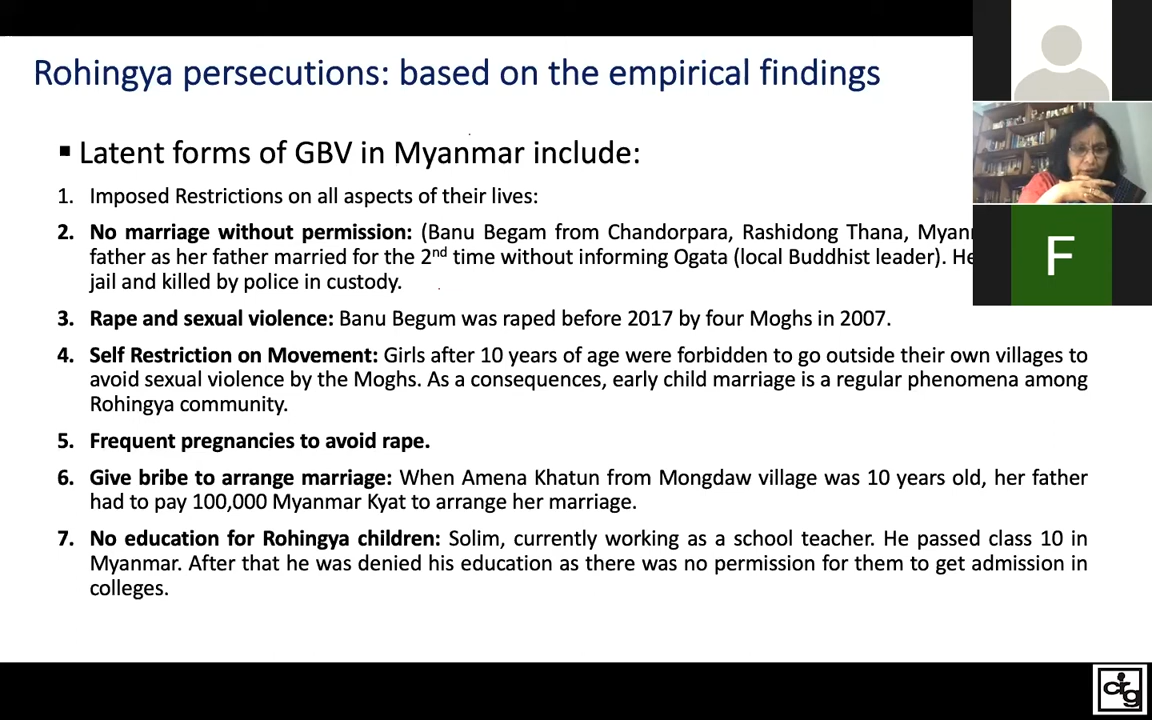 Rohingya persecutions: based on the empirical findings
▪ Latent forms of GBV in Myanmar include:
1. Imposed Restrictions on all aspects of their lives:
2. No marriage without permission: (Banu Begam from Chandorpara, Rashidong Thana,
father as her father married for the 2nd time without informing Ogata (local Buddhist leader).
jail and killed by police in custody.
3. Rape and sexual violence: Banu Begum was raped before 2017 by four Moghs in 2007.
4. Self Restriction on Movement: Girls after 10 years of age were forbidden to go outside their own villages to
avoid sexual violence by the Moghs. As a consequences, early child marriage is a regular phenomena among
Rohingya community.
5. Frequent pregnancies to avoid rape.
6. Give bribe to arrange marriage: When Amena Khatun from Mongdaw village was 10 years old, her father
had to pay 100,000 Myanmar Kyat to arrange her marriage.
7. No education for Rohingya children: Solim, currently working as a school teacher. He passed class 10 in
Myanmar. After that he was denied his education as there was no permission for them to get admission in
colleges.
F
crg